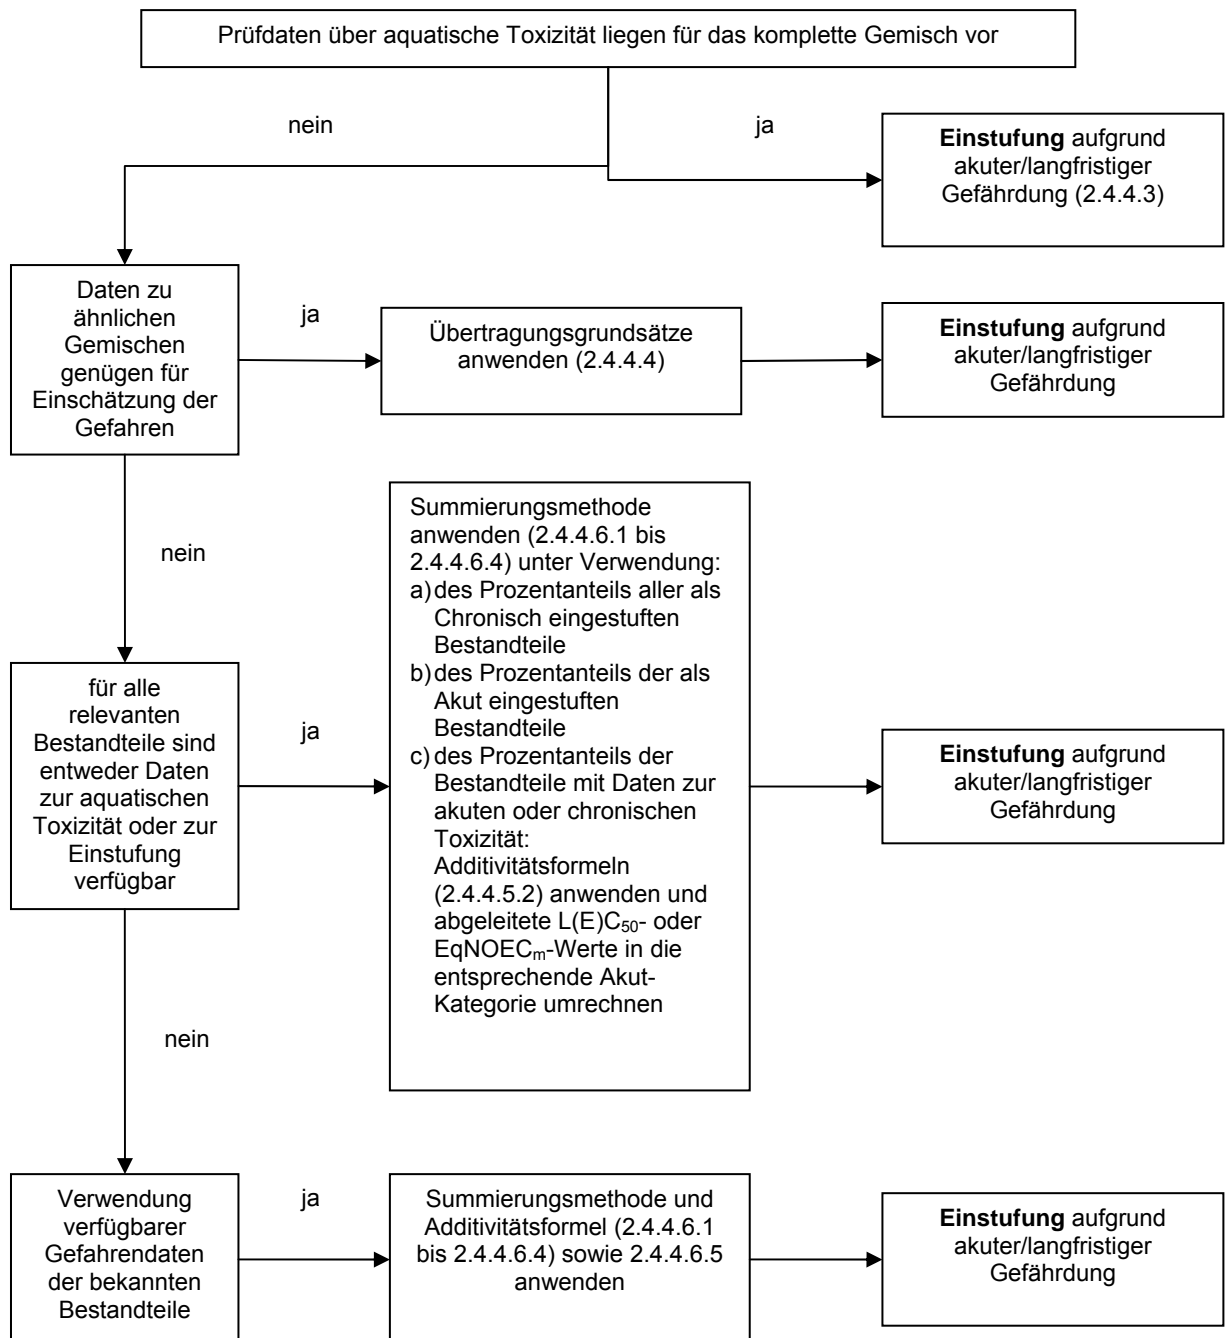 Prüfdaten über aquatische Toxizität liegen für das komplette Gemisch vor
nein
ja
Einstufung aufgrund
akuter/langfristiger
Gefährdung (2.4.4.3)
Daten zu
ähnlichen
Gemischen
genügen für
Einschätzung der
Gefahren
ja
Übertragungsgrundsätze
anwenden (2.4.4.4)
Einstufung aufgrund
akuter/langfristiger
Gefährdung
nein
Summierungsmethode
anwenden (2.4.4.6.1 bis
2.4.4.6.4) unter Verwendung:
a) des Prozentanteils aller als
Chronisch eingestuften
Bestandteile
b) des Prozentanteils der als
Akut eingestuften
Bestandteile
c) des Prozentanteils der
Bestandteile mit Daten zur
akuten oder chronischen
Toxizität:
Additivitätsformeln
(2.4.4.5.2) anwenden und
abgeleitete L(E)C₅₀- oder
EqNOECₘ-Werte in die
entsprechende Akut-
Kategorie umrechnen
für alle
relevanten
Bestandteile sind
entweder Daten
zur aquatischen
Toxizität oder zur
Einstufung
verfügbar
ja
Einstufung aufgrund
akuter/langfristiger
Gefährdung
nein
Verwendung
verfügbarer
Gefahrendaten
der bekannten
Bestandteile
ja
Summierungsmethode und
Additivitätsformel (2.4.4.6.1
bis 2.4.4.6.4) sowie 2.4.4.6.5
anwenden
Einstufung aufgrund
akuter/langfristiger
Gefährdung